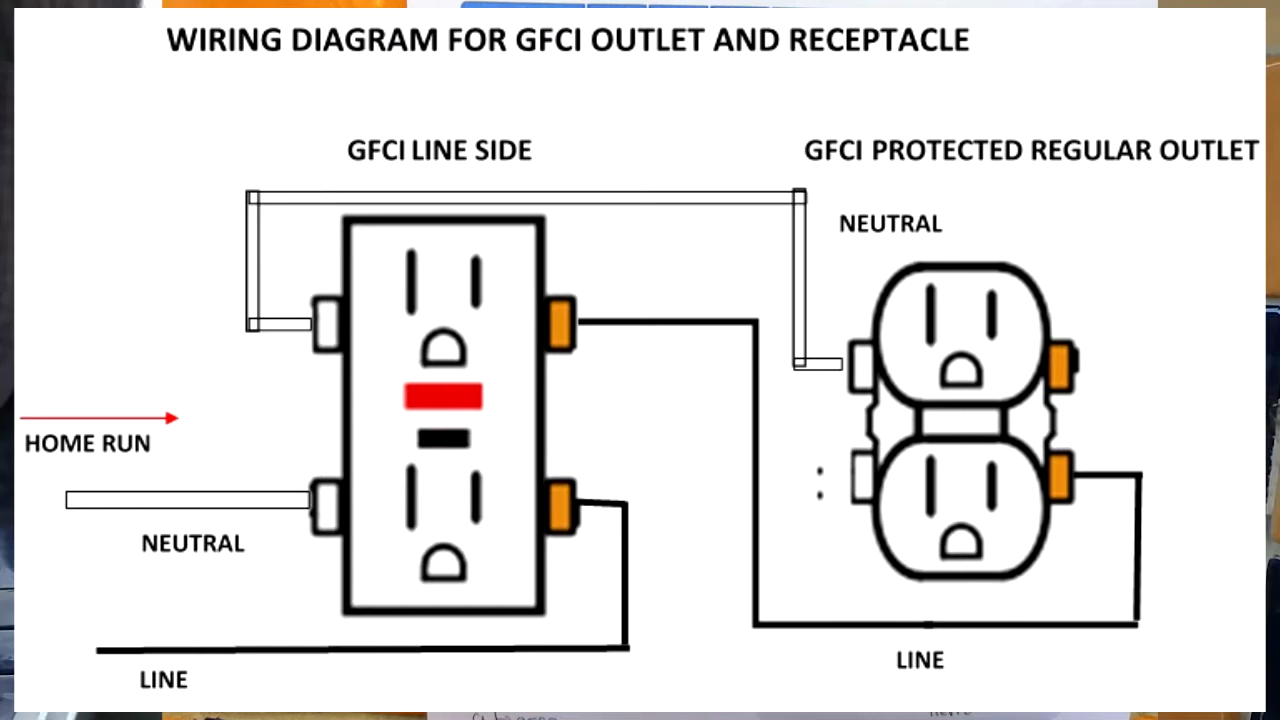 WIRING DIAGRAM FOR GFCI OUTLET AND RECEPTACLE
GFCI LINE SIDE
GFCI PROTECTED REGULAR OUTLET
NEUTRAL
HOME RUN
NEUTRAL
LINE
LINE